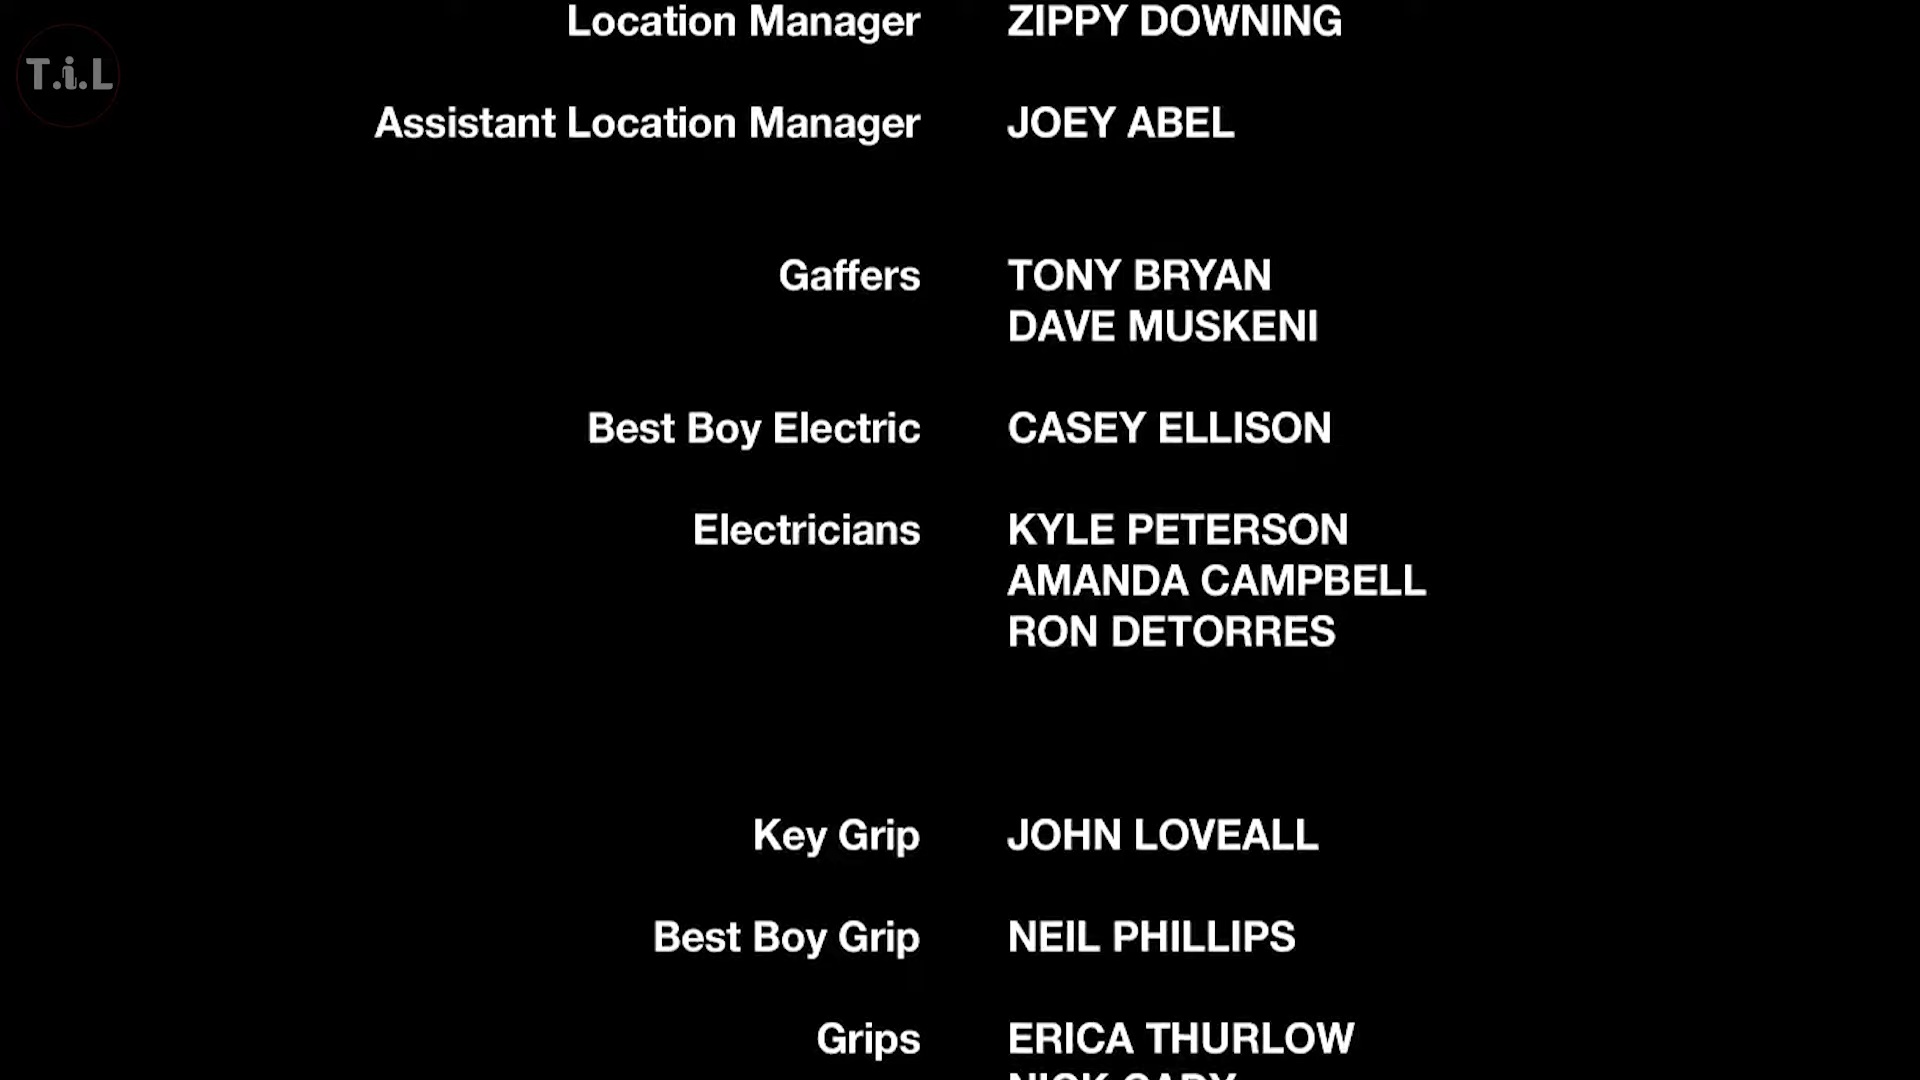 T.i.L
Location Manager ZIPPY DOWNING
Assistant Location Manager JOEY ABEL
Gaffers TONY BRYAN
DAVE MUSKENI
Best Boy Electric CASEY ELLISON
Electricians KYLE PETERSON
AMANDA CAMPBELL
RON DETORRES
Key Grip JOHN LOVEALL
Best Boy Grip NEIL PHILLIPS
Grips ERICA THURLOW